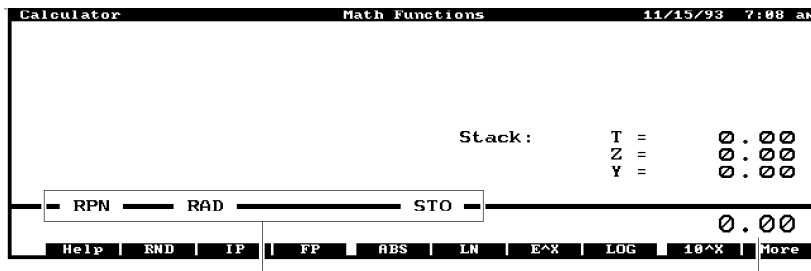 Calculator Math Functions 11/15/93 7:08 am
Stack: T = 0.00
Z = 0.00
Y = 0.00
RPN RAD STO
0.00
Help RND IP FP ABS LN E^X LOG 10^X More